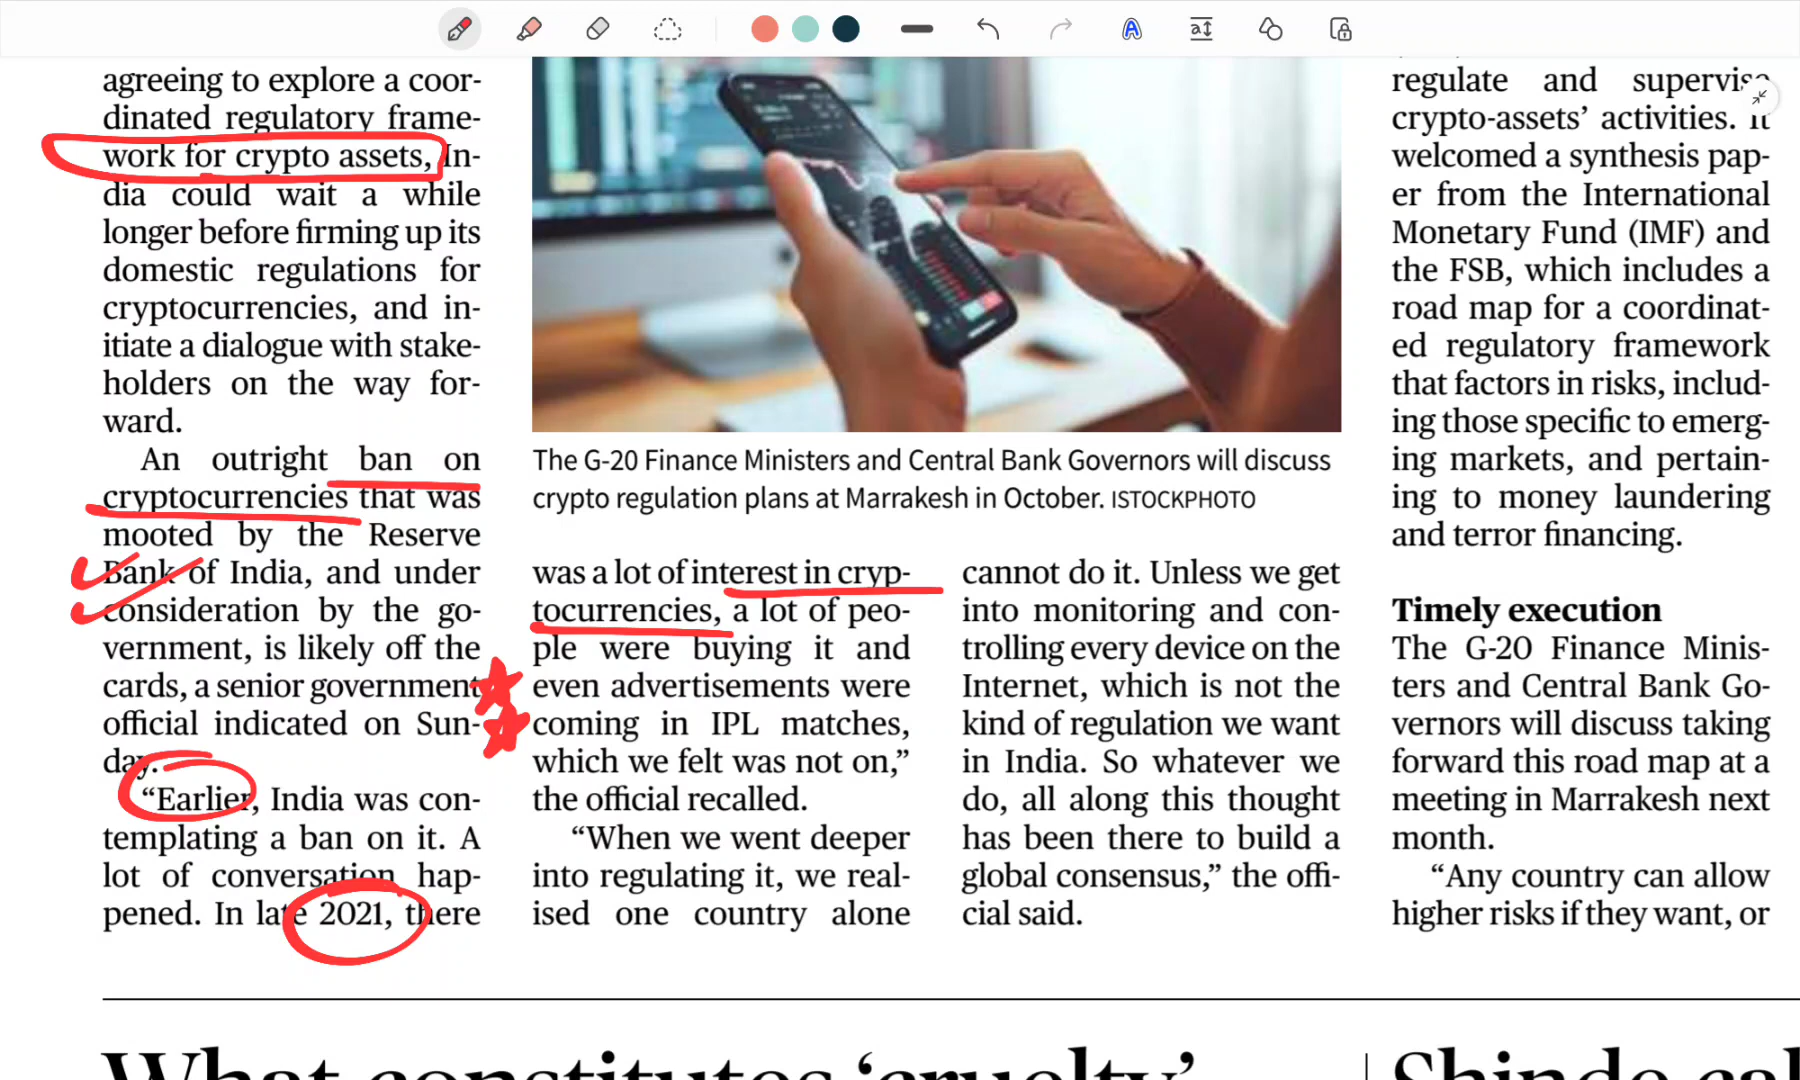 agreeing to explore a coor-
dinated regulatory frame-
work for crypto assets, In-
dia could wait a while
longer before firming up its
domestic regulations for
cryptocurrencies, and in-
itiate a dialogue with stake-
holders on the way for-
ward.
An outright ban on
cryptocurrencies that was
mooted by the Reserve
Bank of India, and under
consideration by the go-
vernment, is likely off the
cards, a senior government
official indicated on Sun-
day.
“Earlier, India was con-
templating a ban on it. A
lot of conversation hap-
pened. In late 2021, there
The G-20 Finance Ministers and Central Bank Governors will discuss
crypto regulation plans at Marrakesh in October. ISTOCKPHOTO
was a lot of interest in cryp-
tocurrencies, a lot of peo-
ple were buying it and
even advertisements were
coming in IPL matches,
which we felt was not on,”
the official recalled.
“When we went deeper
into regulating it, we real-
ised one country alone
cannot do it. Unless we get
into monitoring and con-
trolling every device on the
Internet, which is not the
kind of regulation we want
in India. So whatever we
do, all along this thought
has been there to build a
global consensus,” the offi-
cial said.
regulate and supervise
crypto-assets’ activities. It
welcomed a synthesis pap-
er from the International
Monetary Fund (IMF) and
the FSB, which includes a
road map for a coordinat-
ed regulatory framework
that factors in risks, includ-
ing those specific to emerg-
ing markets, and pertain-
ing to money laundering
and terror financing.
Timely execution
The G-20 Finance Minis-
ters and Central Bank Go-
vernors will discuss taking
forward this road map at a
meeting in Marrakesh next
month.
“Any country can allow
higher risks if they want, or
What constitutes ‘cruelty’
Shinde